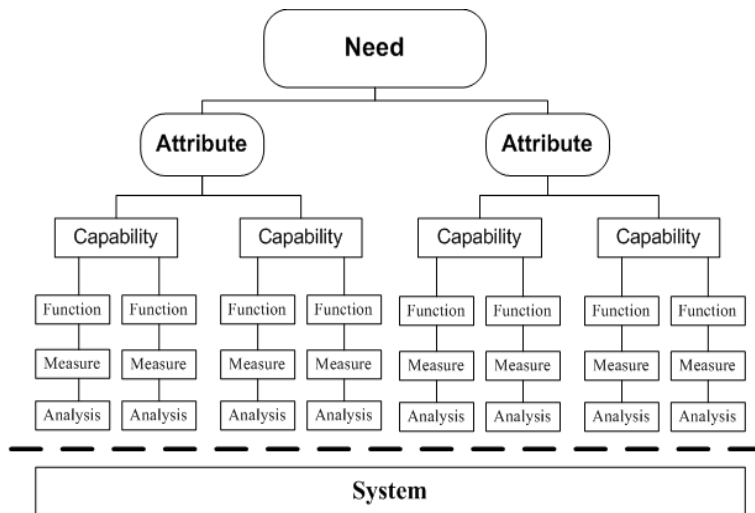 Need
Attribute Attribute
Capability Capability Capability Capability
Function Function Function Function Function Function Function Function
Measure Measure Measure Measure Measure Measure Measure Measure
Analysis Analysis Analysis Analysis Analysis Analysis Analysis Analysis
System